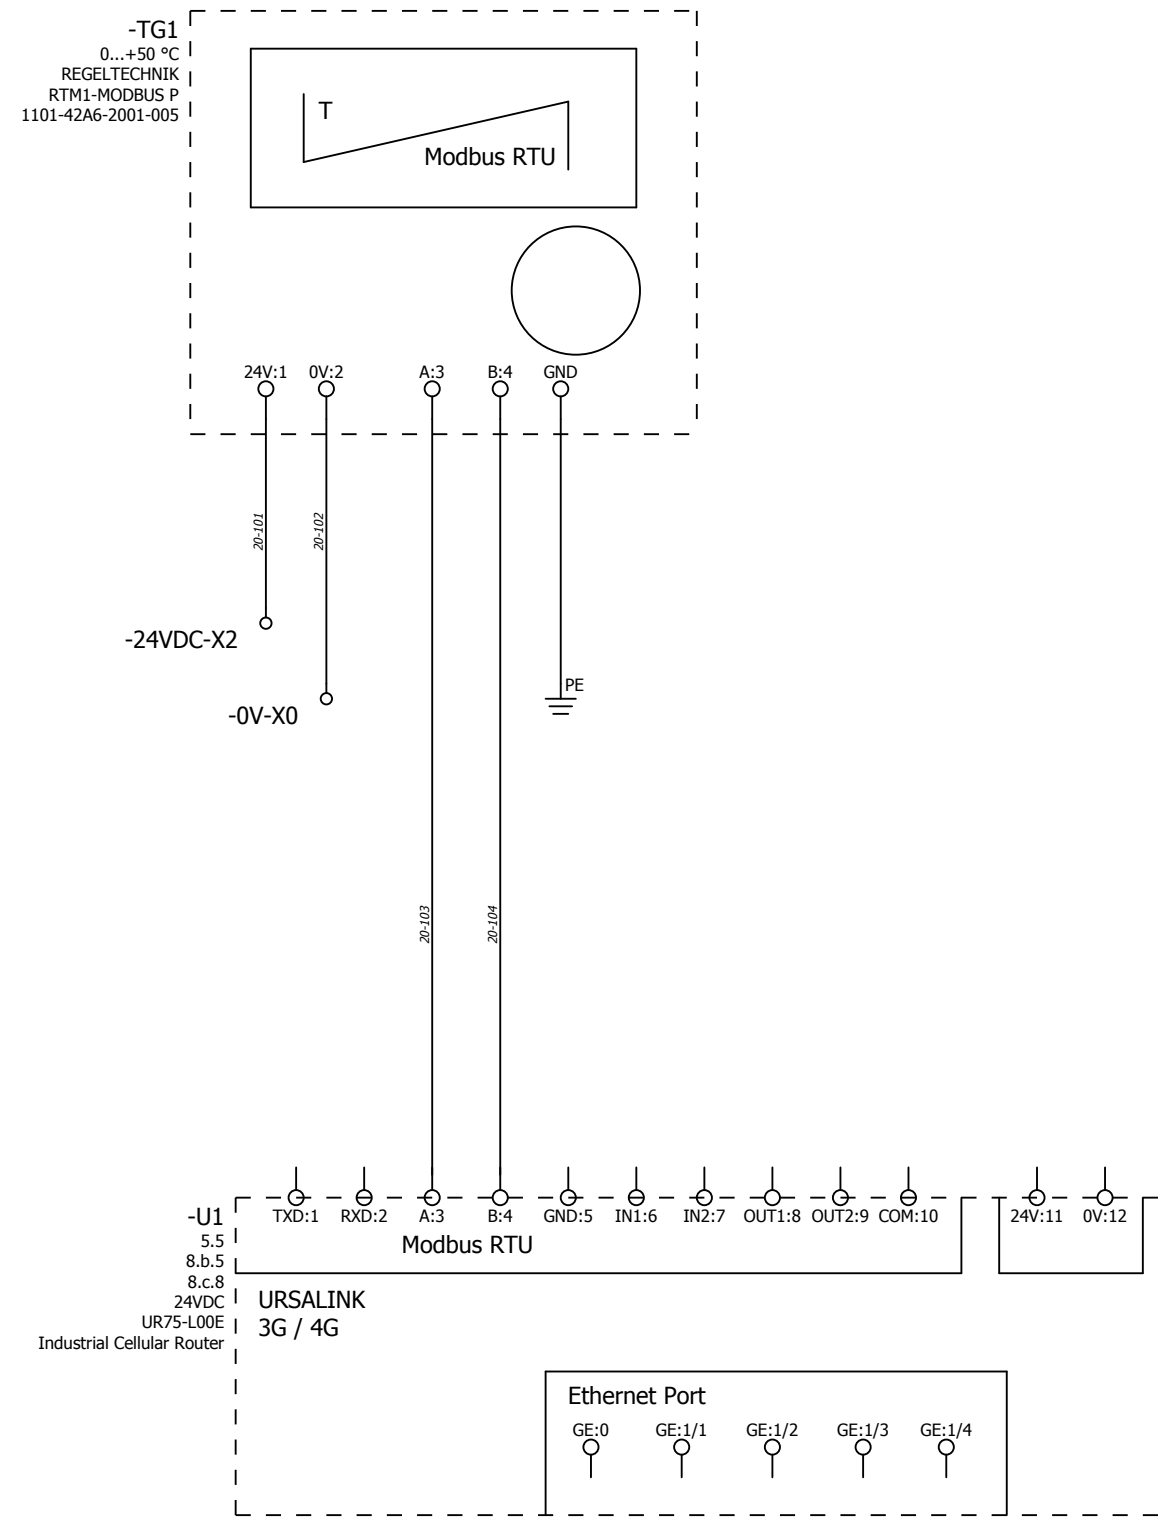 -TG1
0...+50 °C
REGELTECHNIK
RTM1-MODBUS P
1101-42A6-2001-005
T
Modbus RTU
24V:1 0V:2 A:3 B:4 GND
20-101 20-102
-24VDC-X2
PE
-0V-X0
20-103 20-104
-U1
5.5
8.b.5
8.c.8
24VDC
UR75-L00E
Industrial Cellular Router
TXD:1 RXD:2 A:3 B:4 GND:5 IN1:6 IN2:7 OUT1:8 OUT2:9 COM:10 24V:11 0V:12
Modbus RTU
URSALINK
3G / 4G
Ethernet Port
GE:0 GE:1/1 GE:1/2 GE:1/3 GE:1/4